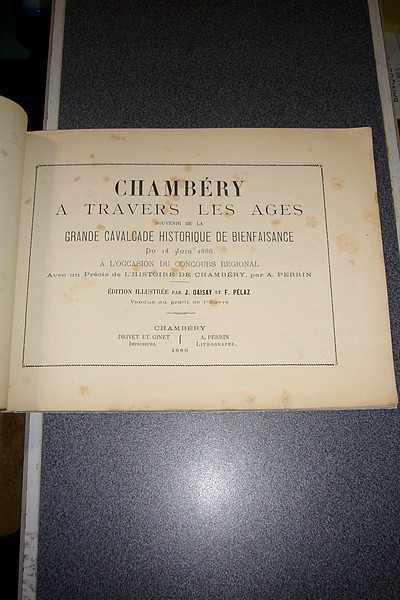 CHAMBÉRY
A TRAVERS LES AGES
SOUVENIR DE LA
GRANDE CAVALCADE HISTORIQUE DE BIENFAISANCE
DU 14 JUIN 1886
A L'OCCASION DU CONCOURS RÉGIONAL
Avec un Précis de L'HISTOIRE DE CHAMBÉRY, par A. PERRIN
ÉDITION ILLUSTRÉE PAR J. DAISAY ET F. PÉLAZ
Vendue au profit de l'Œuvre
CHAMBÉRY
DRIVET ET GINET
IMPRIMEURS.
A. PERRIN
LITHOGRAPHE.
1886